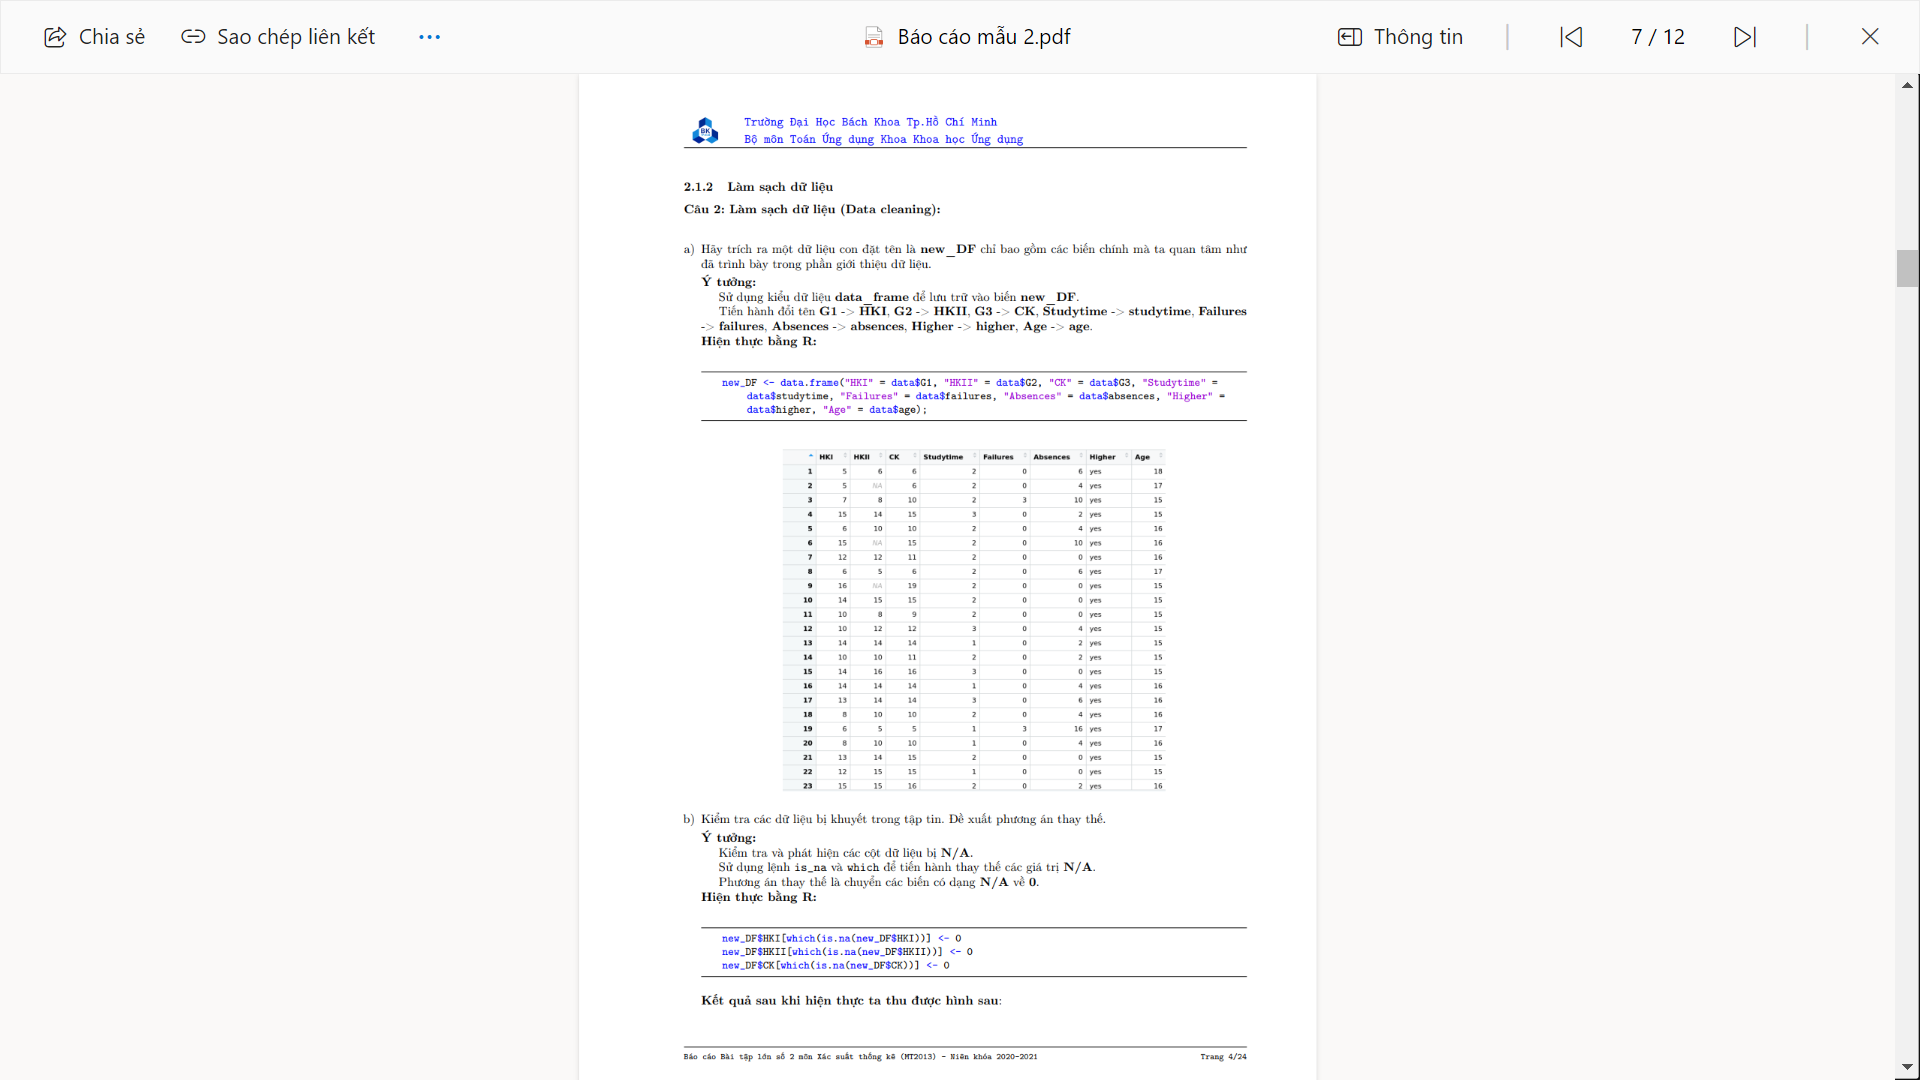 Chia sẻ
Sao chép liên kết
...
Báo cáo mẫu 2.pdf
Thông tin
7 / 12
BK
Trường Đại Học Bách Khoa Tp.Hồ Chí Minh
Bộ môn Toán Ứng dụng Khoa Khoa học Ứng dụng
2.1.2 Làm sạch dữ liệu
Câu 2: Làm sạch dữ liệu (Data cleaning):
a) Hãy trích ra một dữ liệu con đặt tên là new_DF chỉ bao gồm các biến chính mà ta quan tâm như
đã trình bày trong phần giới thiệu dữ liệu.
Ý tưởng:
Sử dụng kiểu dữ liệu data_frame để lưu trữ vào biến new_DF.
Tiến hành đổi tên G1 -> HKI, G2 -> HKII, G3 -> CK, Studytime -> studytime, Failures
-> failures, Absences -> absences, Higher -> higher, Age -> age.
Hiện thực bằng R:
new_DF <- data.frame("HKI" = data$G1, "HKII" = data$G2, "CK" = data$G3, "Studytime" =
data$studytime, "Failures" = data$failures, "Absences" = data$absences, "Higher" =
data$higher, "Age" = data$age);
HKI HKII CK Studytime Failures Absences Higher Age
1 5 6 6 2 0 6 yes 18
2 5 NA 6 2 0 4 yes 17
3 7 8 10 2 3 10 yes 15
4 15 14 15 3 0 2 yes 15
5 6 10 10 2 0 4 yes 16
6 15 NA 15 2 0 10 yes 16
7 12 12 11 2 0 0 yes 16
8 6 5 6 2 0 6 yes 17
9 16 NA 19 2 0 0 yes 15
10 14 15 15 2 0 0 yes 15
11 10 8 9 2 0 0 yes 15
12 10 12 12 3 0 4 yes 15
13 14 14 14 1 0 2 yes 15
14 10 10 11 2 0 2 yes 15
15 14 16 16 3 0 0 yes 15
16 14 14 14 1 0 4 yes 16
17 13 14 14 3 0 6 yes 16
18 8 10 10 2 0 4 yes 16
19 6 5 5 1 3 16 yes 17
20 8 10 10 1 0 4 yes 16
21 13 14 15 2 0 0 yes 15
22 12 15 15 1 0 0 yes 15
23 15 15 16 2 0 2 yes 16
b) Kiểm tra các dữ liệu bị khuyết trong tập tin. Đề xuất phương án thay thế.
Ý tưởng:
Kiểm tra và phát hiện các cột dữ liệu bị N/A.
Sử dụng lệnh is_na và which để tiến hành thay thế các giá trị N/A.
Phương án thay thế là chuyển các biến có dạng N/A về 0.
Hiện thực bằng R:
new_DF$HKI[which(is.na(new_DF$HKI))] <- 0
new_DF$HKII[which(is.na(new_DF$HKII))] <- 0
new_DF$CK[which(is.na(new_DF$CK))] <- 0
Kết quả sau khi hiện thực ta thu được hình sau:
Báo cáo Bài tập lớn số 2 môn Xác suất thống kê (MT2013) - Niên khóa 2020-2021
Trang 4/24